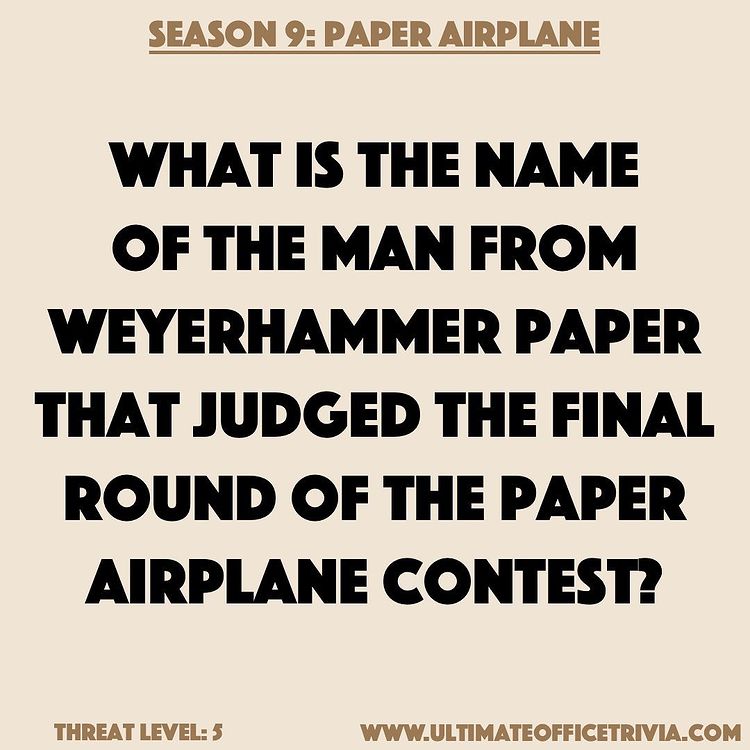 SEASON 9: PAPER AIRPLANE
WHAT IS THE NAME
OF THE MAN FROM
WEYERHAMMER PAPER
THAT JUDGED THE FINAL
ROUND OF THE PAPER
AIRPLANE CONTEST?
THREAT LEVEL: 5
WWW.ULTIMATEOFFICETRIVIA.COM